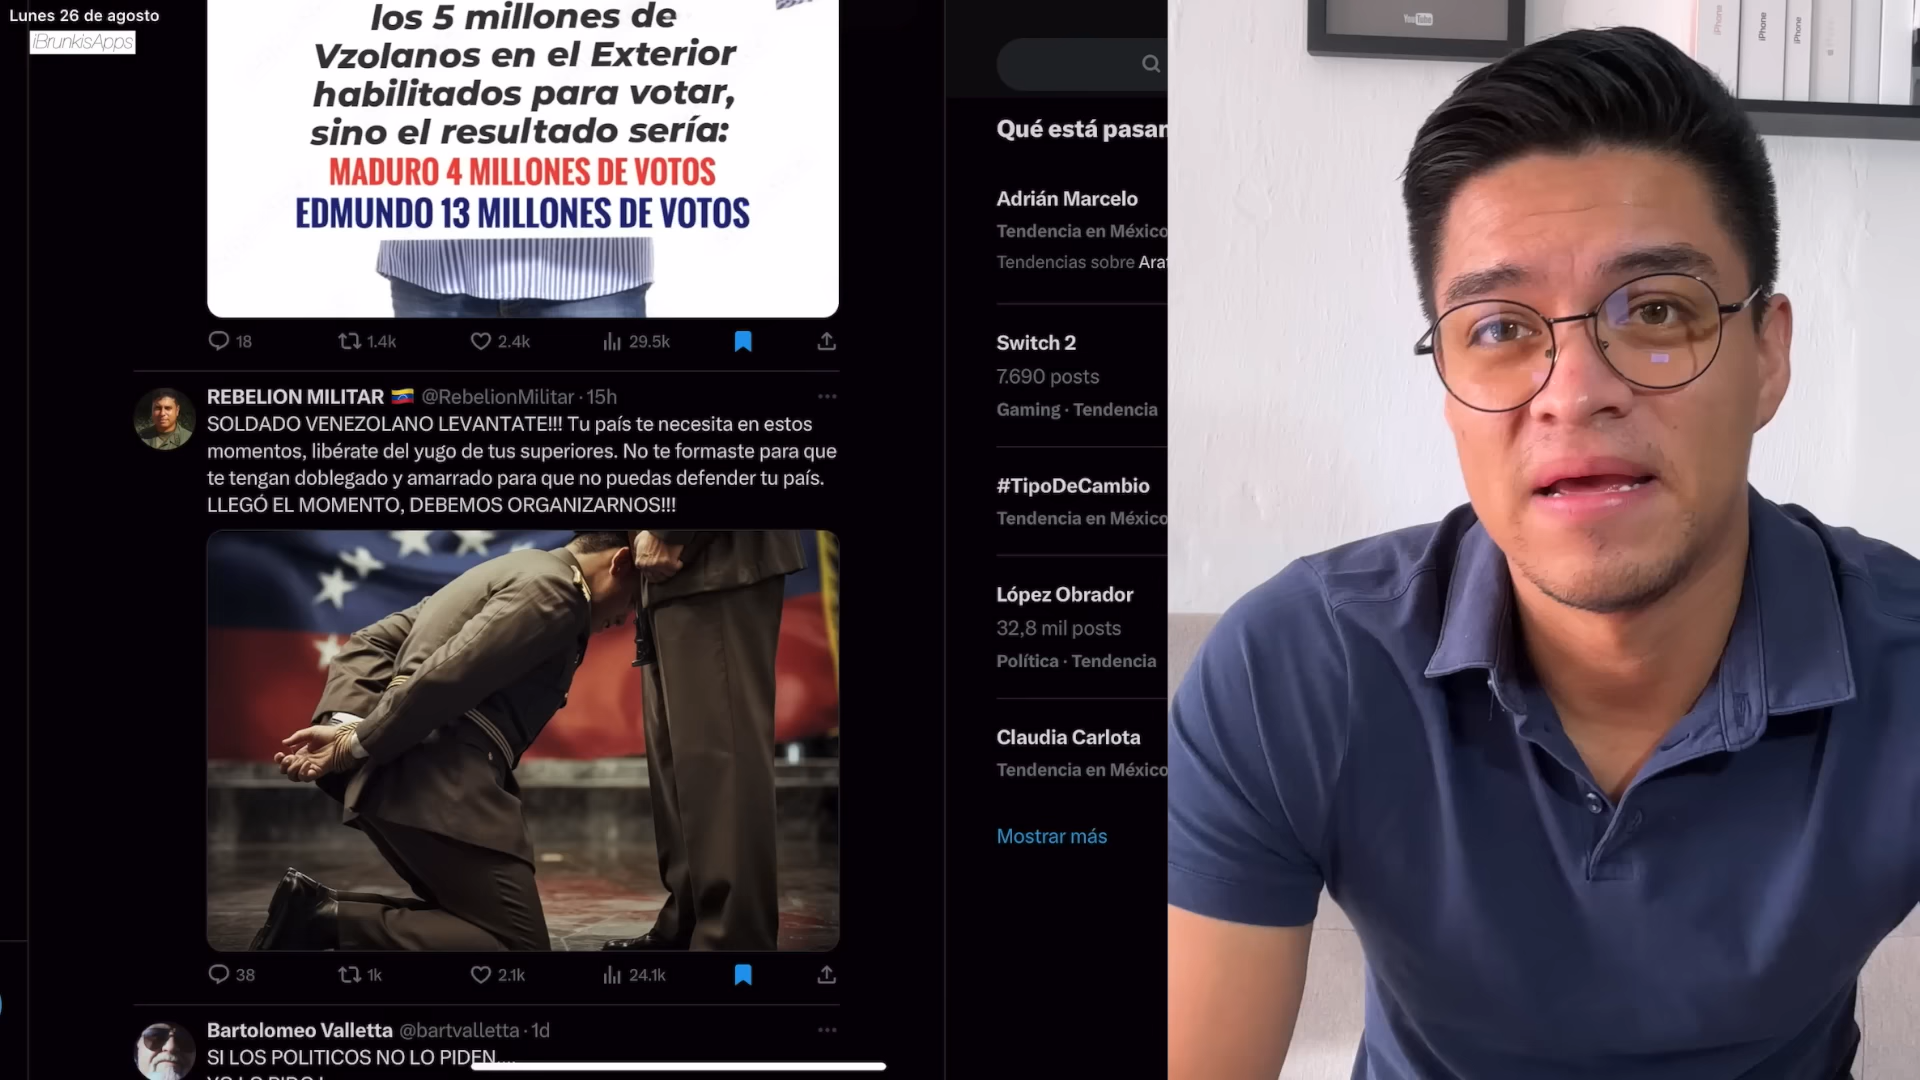 Lunes 26 de agosto
iBrunkisApps
los 5 millones de
Vzolanos en el Exterior
habilitados para votar,
sino el resultado sería:
MADURO 4 MILLONES DE VOTOS
EDMUNDO 13 MILLONES DE VOTOS
18 1.4k 2.4k 29.5k
REBELION MILITAR @RebelionMilitar · 15h
SOLDADO VENEZOLANO LEVANTATE!!! Tu país te necesita en estos
momentos, libérate del yugo de tus superiores. No te formaste para que
te tengan doblegado y amarrado para que no puedas defender tu país.
LLEGÓ EL MOMENTO, DEBEMOS ORGANIZARNOS!!!
38 1k 2.1k 24.1k
Bartolomeo Valletta @bartvalletta · 1d
SI LOS POLITICOS NO LO PIDEN....
Qué está pasan
Adrián Marcelo
Tendencia en México
Tendencias sobre Ara
Switch 2
7.690 posts
Gaming · Tendencia
#TipoDeCambio
Tendencia en México
López Obrador
32,8 mil posts
Política · Tendencia
Claudia Carlota
Tendencia en México
Mostrar más
YouTube
iPhone
iPhone
iPhone